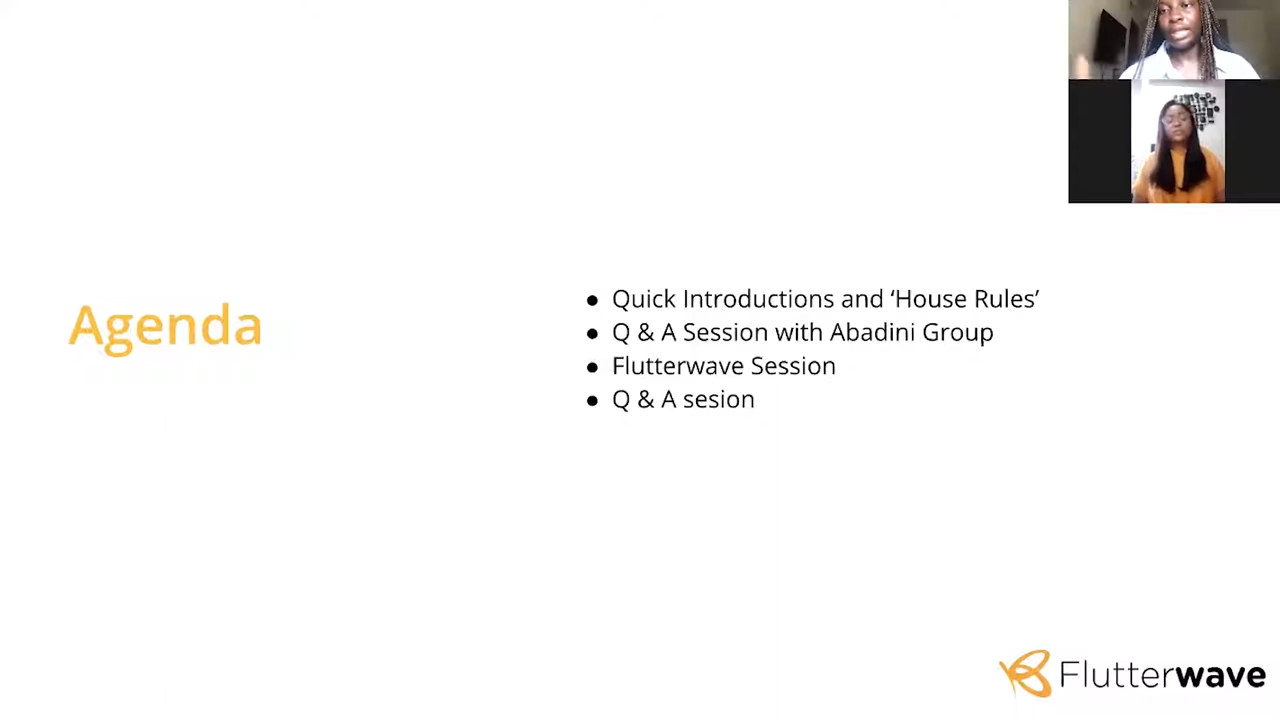 Agenda
● Quick Introductions and ‘House Rules’
● Q & A Session with Abadini Group
● Flutterwave Session
● Q & A sesion
Flutterwave